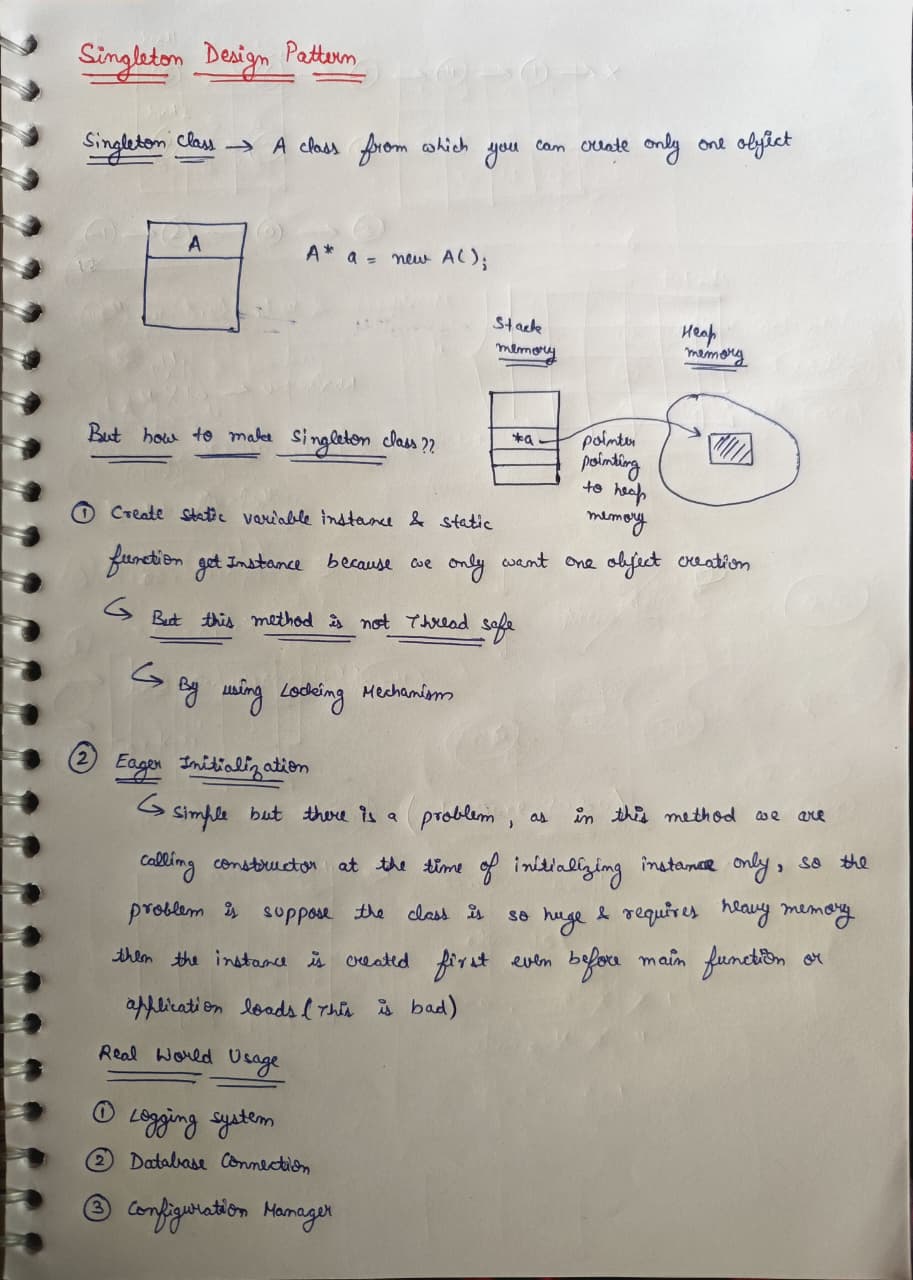 Singleton Design Pattern
Singleton Class → A class from which you can create only one object
A
A* a = new A();
Stack
memory
Heap
memory
*a
pointer
pointing
to heap
memory
But how to make Singleton class??
① Create static variable instance & static
function getInstance because we only want one object creation
↳ But this method is not Thread safe
↳ By using Locking Mechanism
② Eager Initialization
↳ Simple but there is a problem, as in this method we are
calling constructor at the time of initializing instance only, so the
problem is suppose the class is so huge & requires heavy memory
then the instance is created first even before main function or
application loads (This is bad)
Real World Usage
① Logging system
② Database Connection
③ Configuration Manager